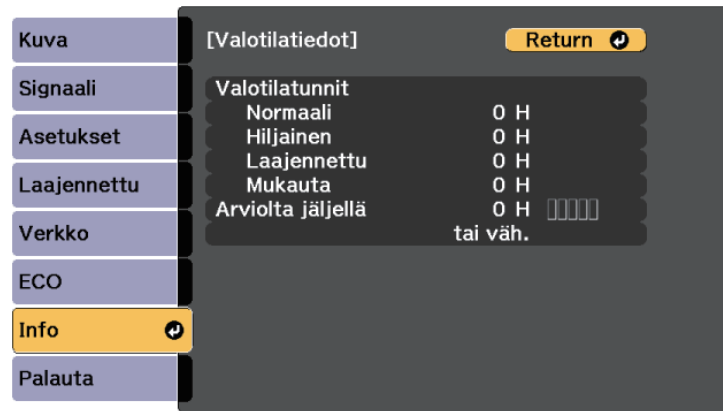 Kuva
Signaali
Asetukset
Laajennettu
Verkko
ECO
Info
Palauta
[Valotilatiedot]
Return
Valotilatunnit
Normaali 0 H
Hiljainen 0 H
Laajennettu 0 H
Mukauta 0 H
Arviolta jäljellä 0 H
tai väh.